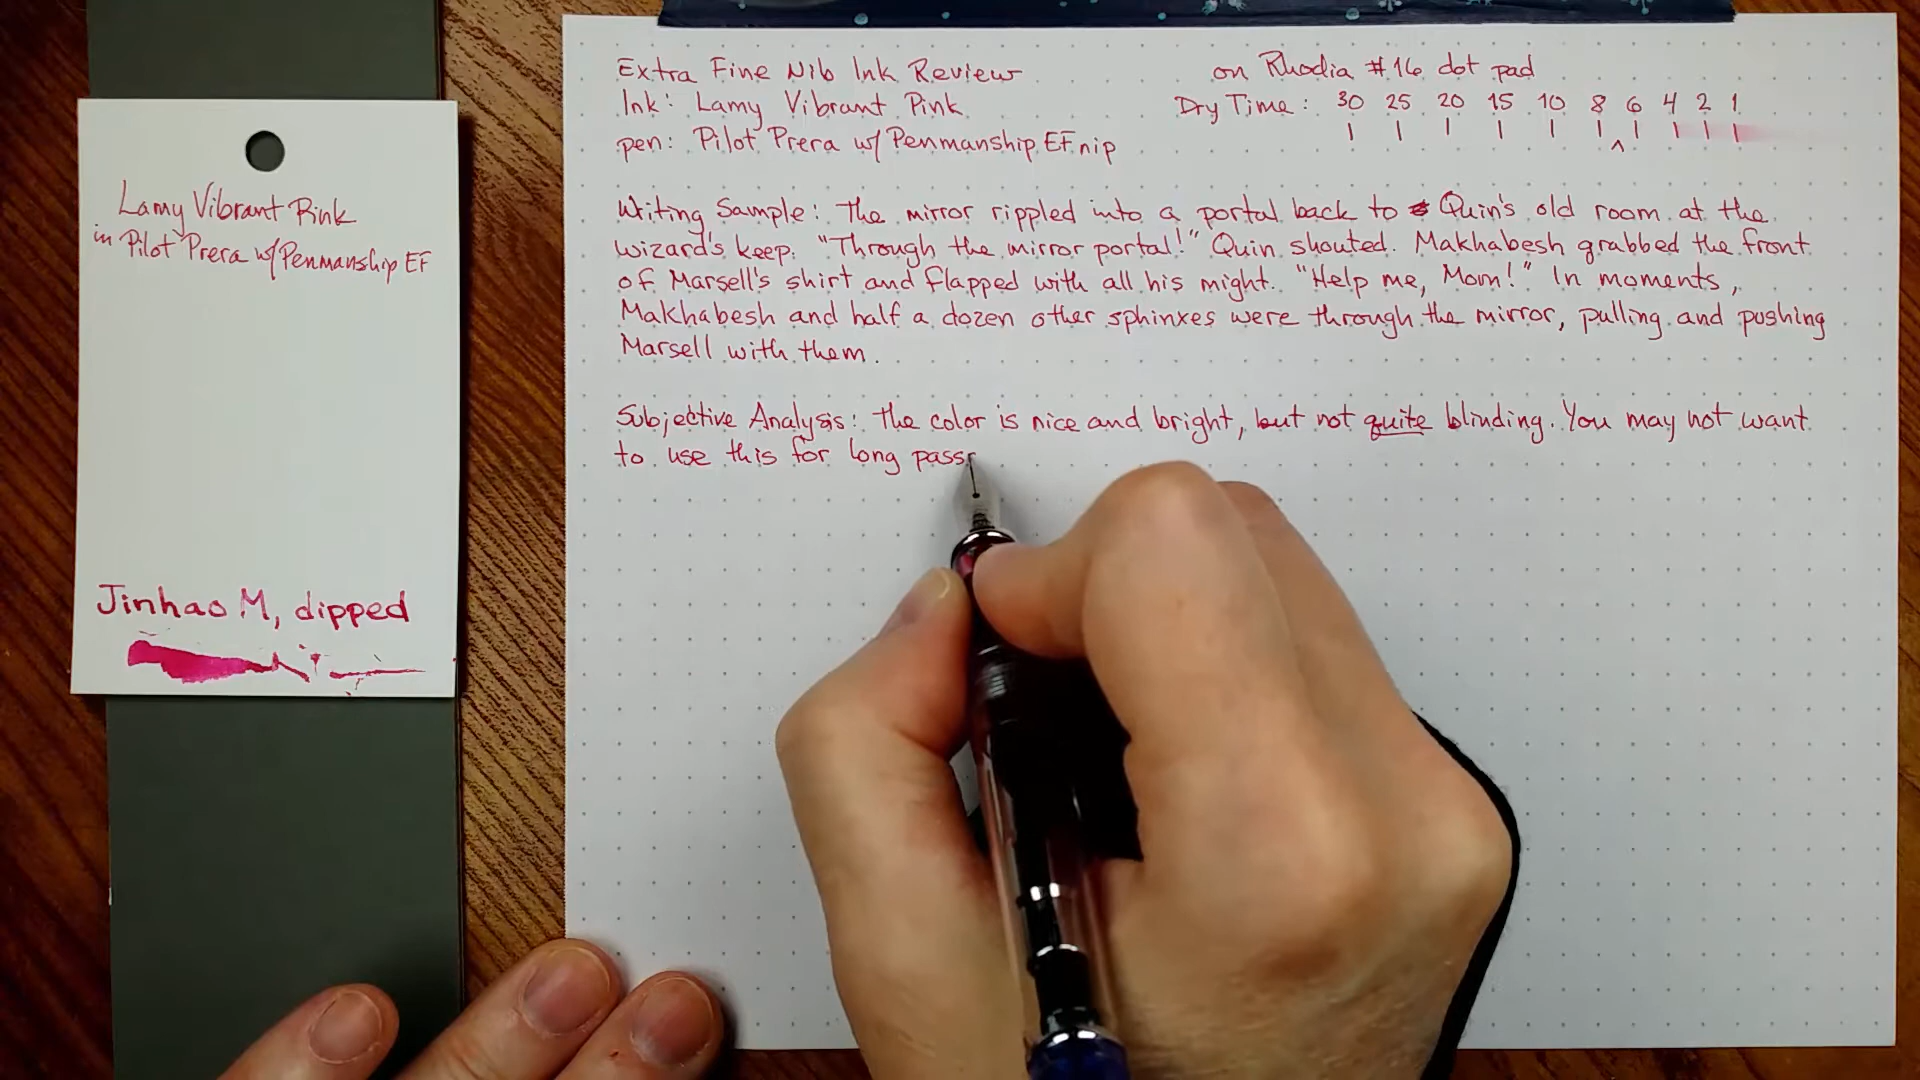 Lamy Vibrant Pink
in Pilot Prera w/ Penmanship EF
Jinhao M, dipped
Extra Fine Nib Ink Review
on Rhodia #16 dot pad
Ink: Lamy Vibrant Pink
Dry Time: 30 25 20 15 10 8 6 4 2 1
pen: Pilot Prera w/ Penmanship EF nip
Writing Sample: The mirror rippled into a portal back to Quin's old room at the
wizard's keep. "Through the mirror portal!" Quin shouted. Makhabesh grabbed the front
of Marsell's shirt and flapped with all his might. "Help me, Mom!" In moments,
Makhabesh and half a dozen other sphinxes were through the mirror, pulling and pushing
Marsell with them.
Subjective Analysis: The color is nice and bright, but not quite blinding. You may not want
to use this for long pass